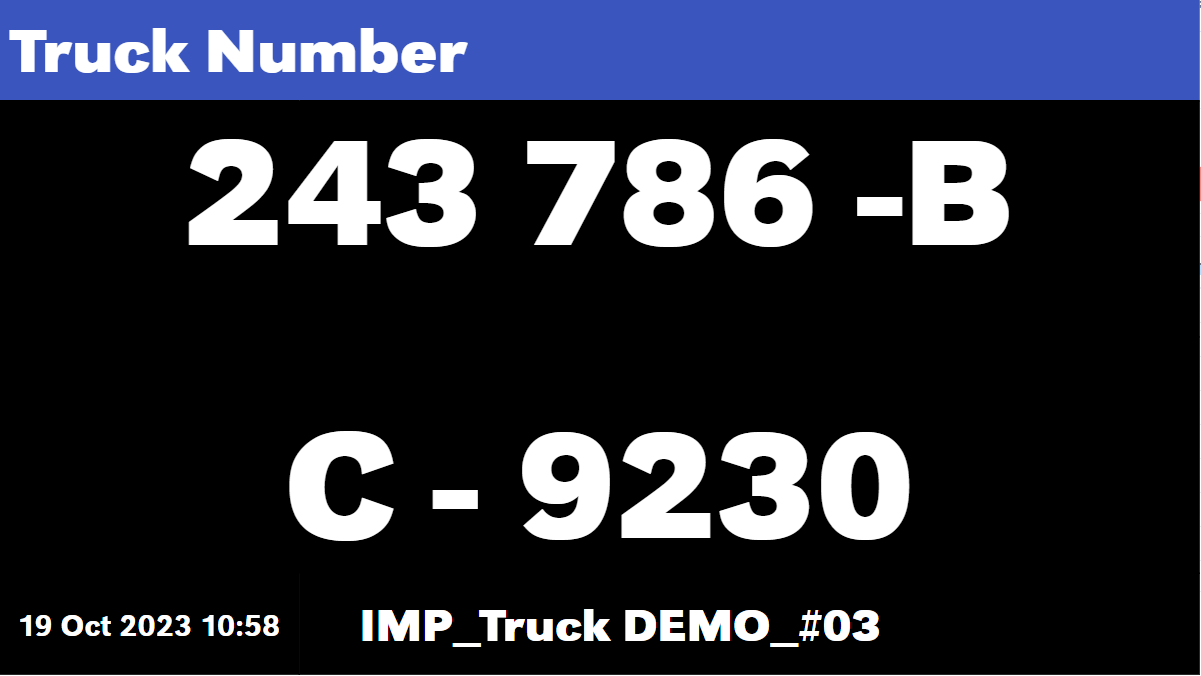 Truck Number
243 786 -B
C - 9230
19 Oct 2023 10:58
IMP_Truck DEMO_#03